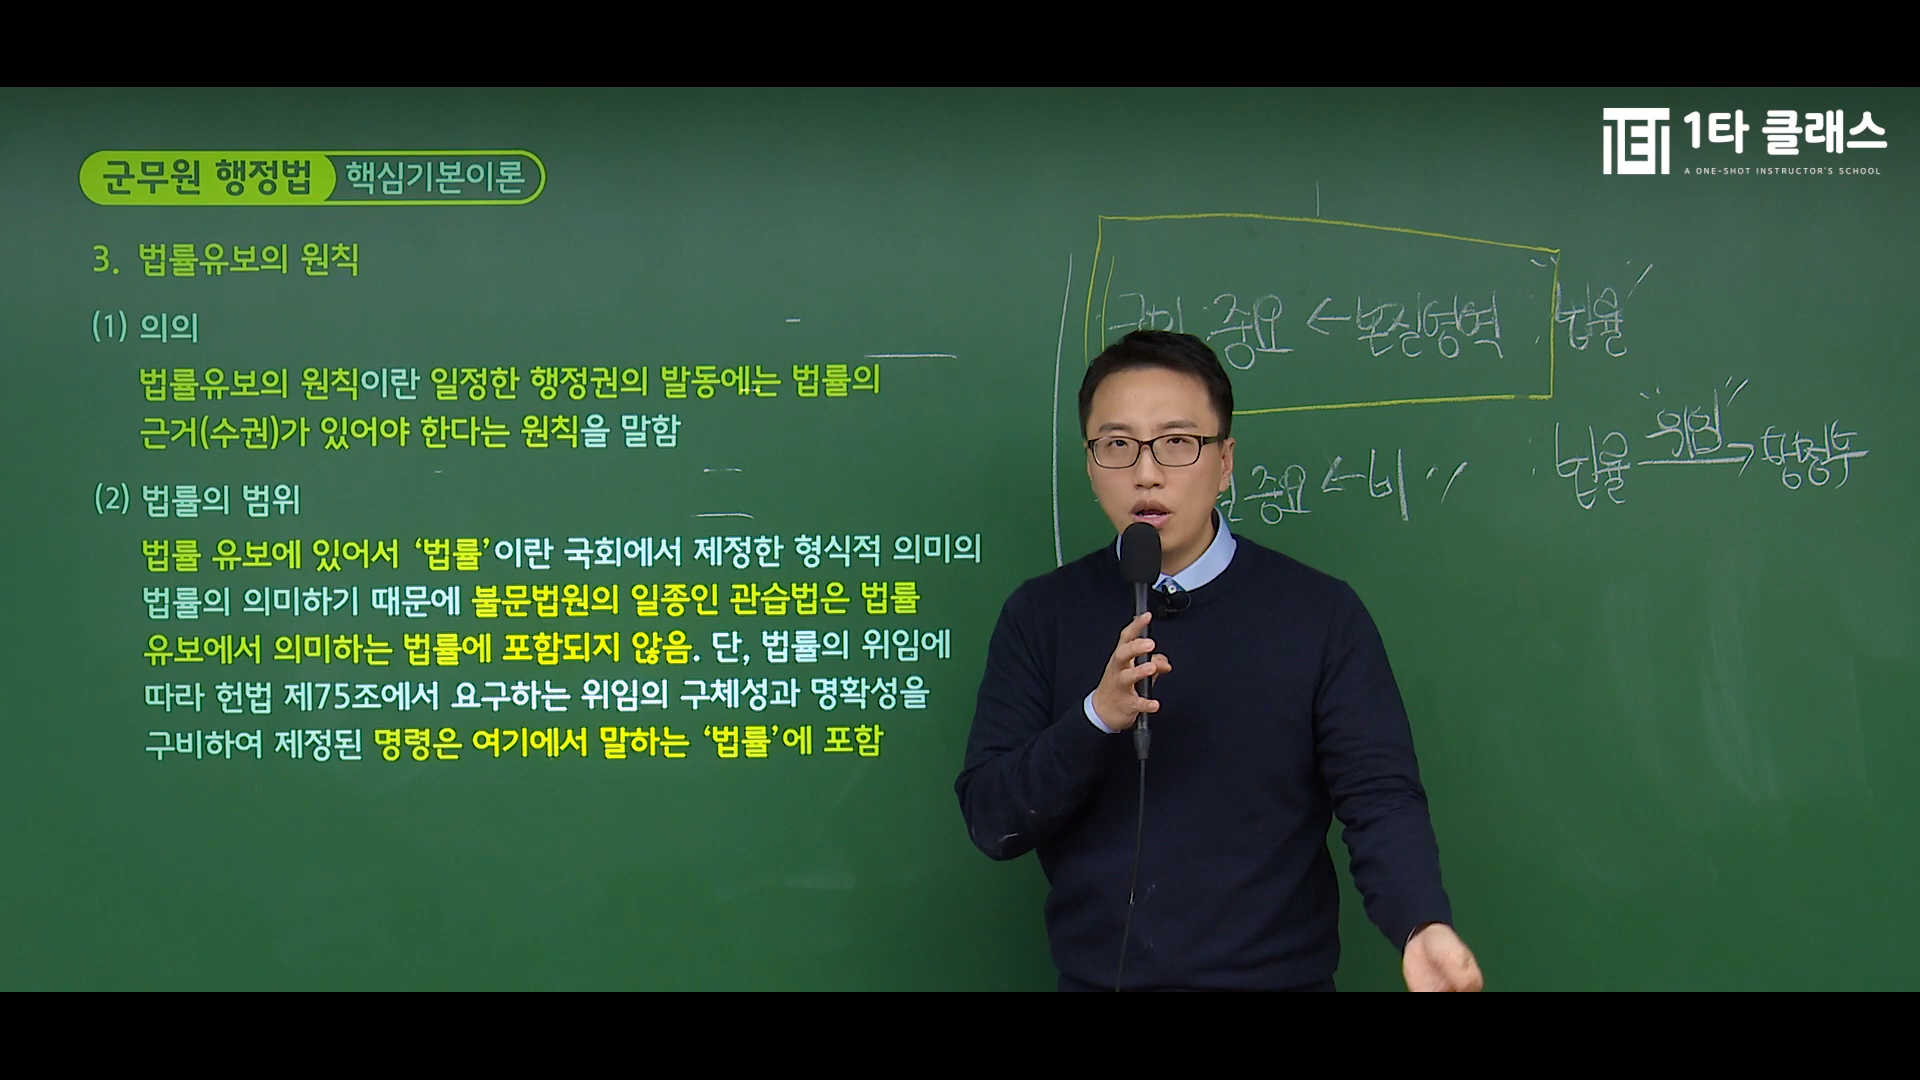 1타 클래스
A ONE-SHOT INSTRUCTOR'S SCHOOL
군무원 행정법 핵심기본이론
3. 법률유보의 원칙
(1) 의의
법률유보의 원칙이란 일정한 행정권의 발동에는 법률의
근거(수권)가 있어야 한다는 원칙을 말함
(2) 법률의 범위
법률 유보에 있어서 ‘법률’이란 국회에서 제정한 형식적 의미의
법률의 의미하기 때문에 불문법원의 일종인 관습법은 법률
유보에서 의미하는 법률에 포함되지 않음. 단, 법률의 위임에
따라 헌법 제75조에서 요구하는 위임의 구체성과 명확성을
구비하여 제정된 명령은 여기에서 말하는 ‘법률’에 포함
중요 ← 본질영역 : 법률
중요 ← 비 〃 : 법률 "위임" → 행정부